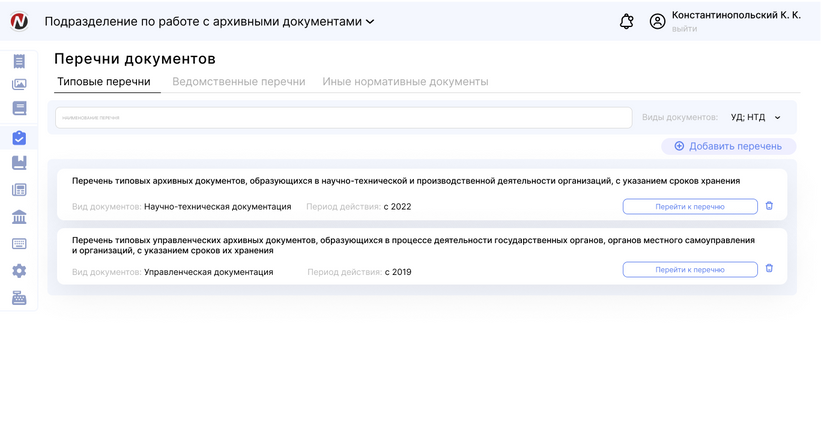 Подразделение по работе с архивными документами
Константинопольский К. К.
выйти
Перечни документов
Типовые перечни
Ведомственные перечни
Иные нормативные документы
НАИМЕНОВАНИЕ ПЕРЕЧНЯ
Виды документов: УД; НТД
Добавить перечень
Перечень типовых архивных документов, образующихся в научно-технической и производственной деятельности организаций, с указанием сроков хранения
Вид документов: Научно-техническая документация
Период действия: с 2022
Перейти к перечню
Перечень типовых управленческих архивных документов, образующихся в процессе деятельности государственных органов, органов местного самоуправления
и организаций, с указанием сроков их хранения
Вид документов: Управленческая документация
Период действия: с 2019
Перейти к перечню